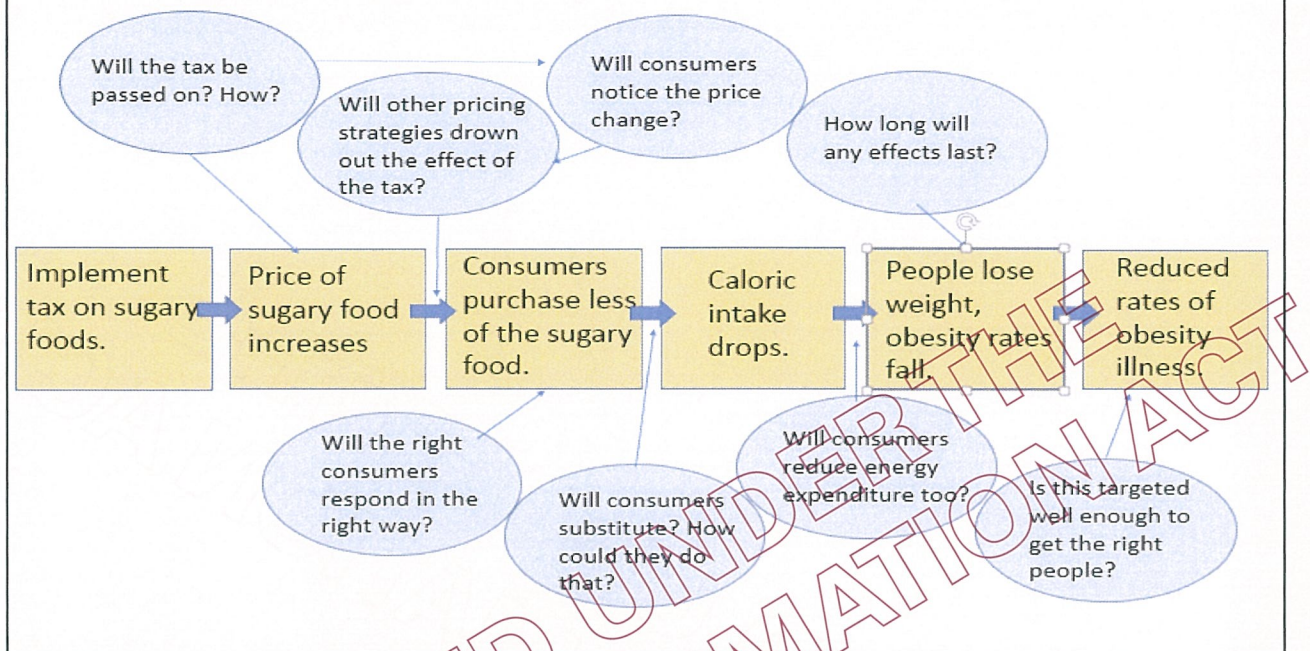 Will the tax be
passed on? How?
Will other pricing
strategies drown
out the effect of
the tax?
Will consumers
notice the price
change?
How long will
any effects last?
Implement
tax on sugary
foods.
Price of
sugary food
increases
Consumers
purchase less
of the sugary
food.
Caloric
intake
drops.
People lose
weight,
obesity rates
fall.
Reduced
rates of
obesity
illness.
Will the right
consumers
respond in the
right way?
Will consumers
substitute? How
could they do
that?
Will consumers
reduce energy
expenditure too?
Is this targeted
well enough to
get the right
people?
UNDER THE
ACT